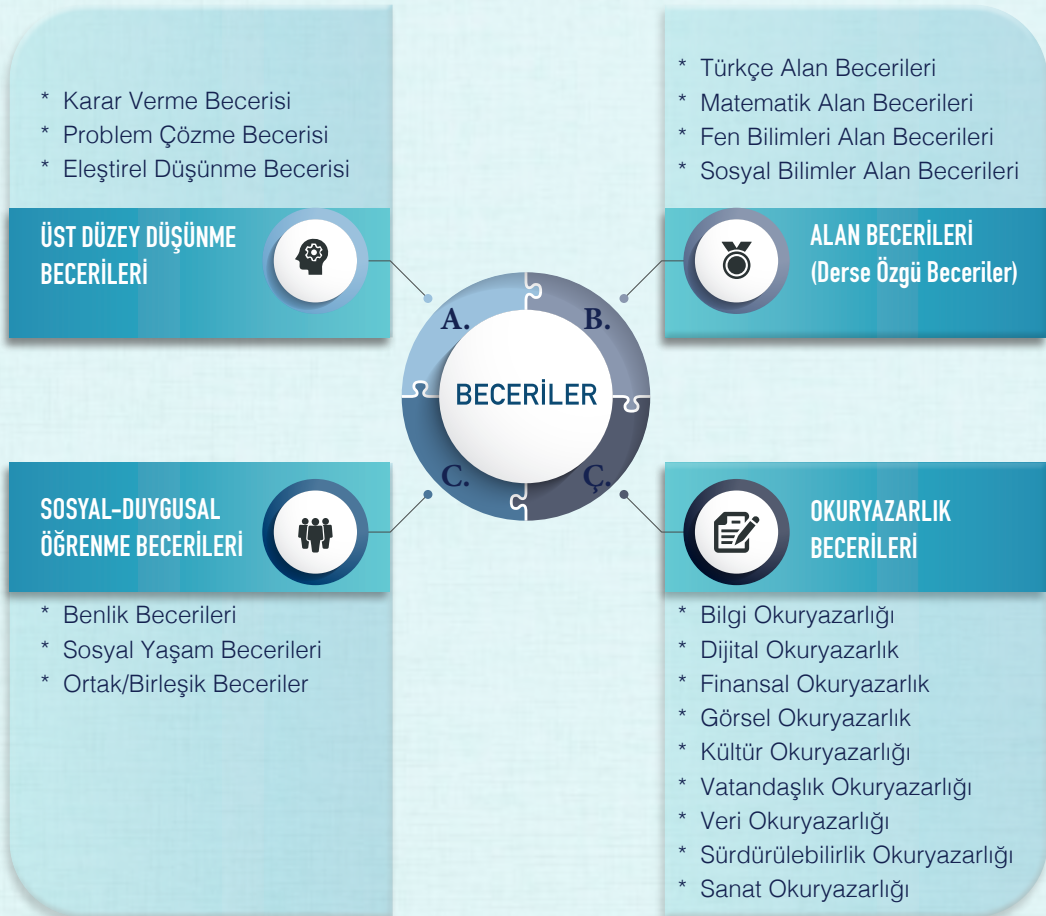 * Karar Verme Becerisi
* Problem Çözme Becerisi
* Eleştirel Düşünme Becerisi
ÜST DÜZEY DÜŞÜNME
BECERİLERİ
* Türkçe Alan Becerileri
* Matematik Alan Becerileri
* Fen Bilimleri Alan Becerileri
* Sosyal Bilimler Alan Becerileri
ALAN BECERİLERİ
(Derse Özgü Beceriler)
A.
B.
BECERİLER
C.
Ç.
SOSYAL-DUYGUSAL
ÖĞRENME BECERİLERİ
* Benlik Becerileri
* Sosyal Yaşam Becerileri
* Ortak/Birleşik Beceriler
OKURYAZARLIK
BECERİLERİ
* Bilgi Okuryazarlığı
* Dijital Okuryazarlık
* Finansal Okuryazarlık
* Görsel Okuryazarlık
* Kültür Okuryazarlığı
* Vatandaşlık Okuryazarlığı
* Veri Okuryazarlığı
* Sürdürülebilirlik Okuryazarlığı
* Sanat Okuryazarlığı